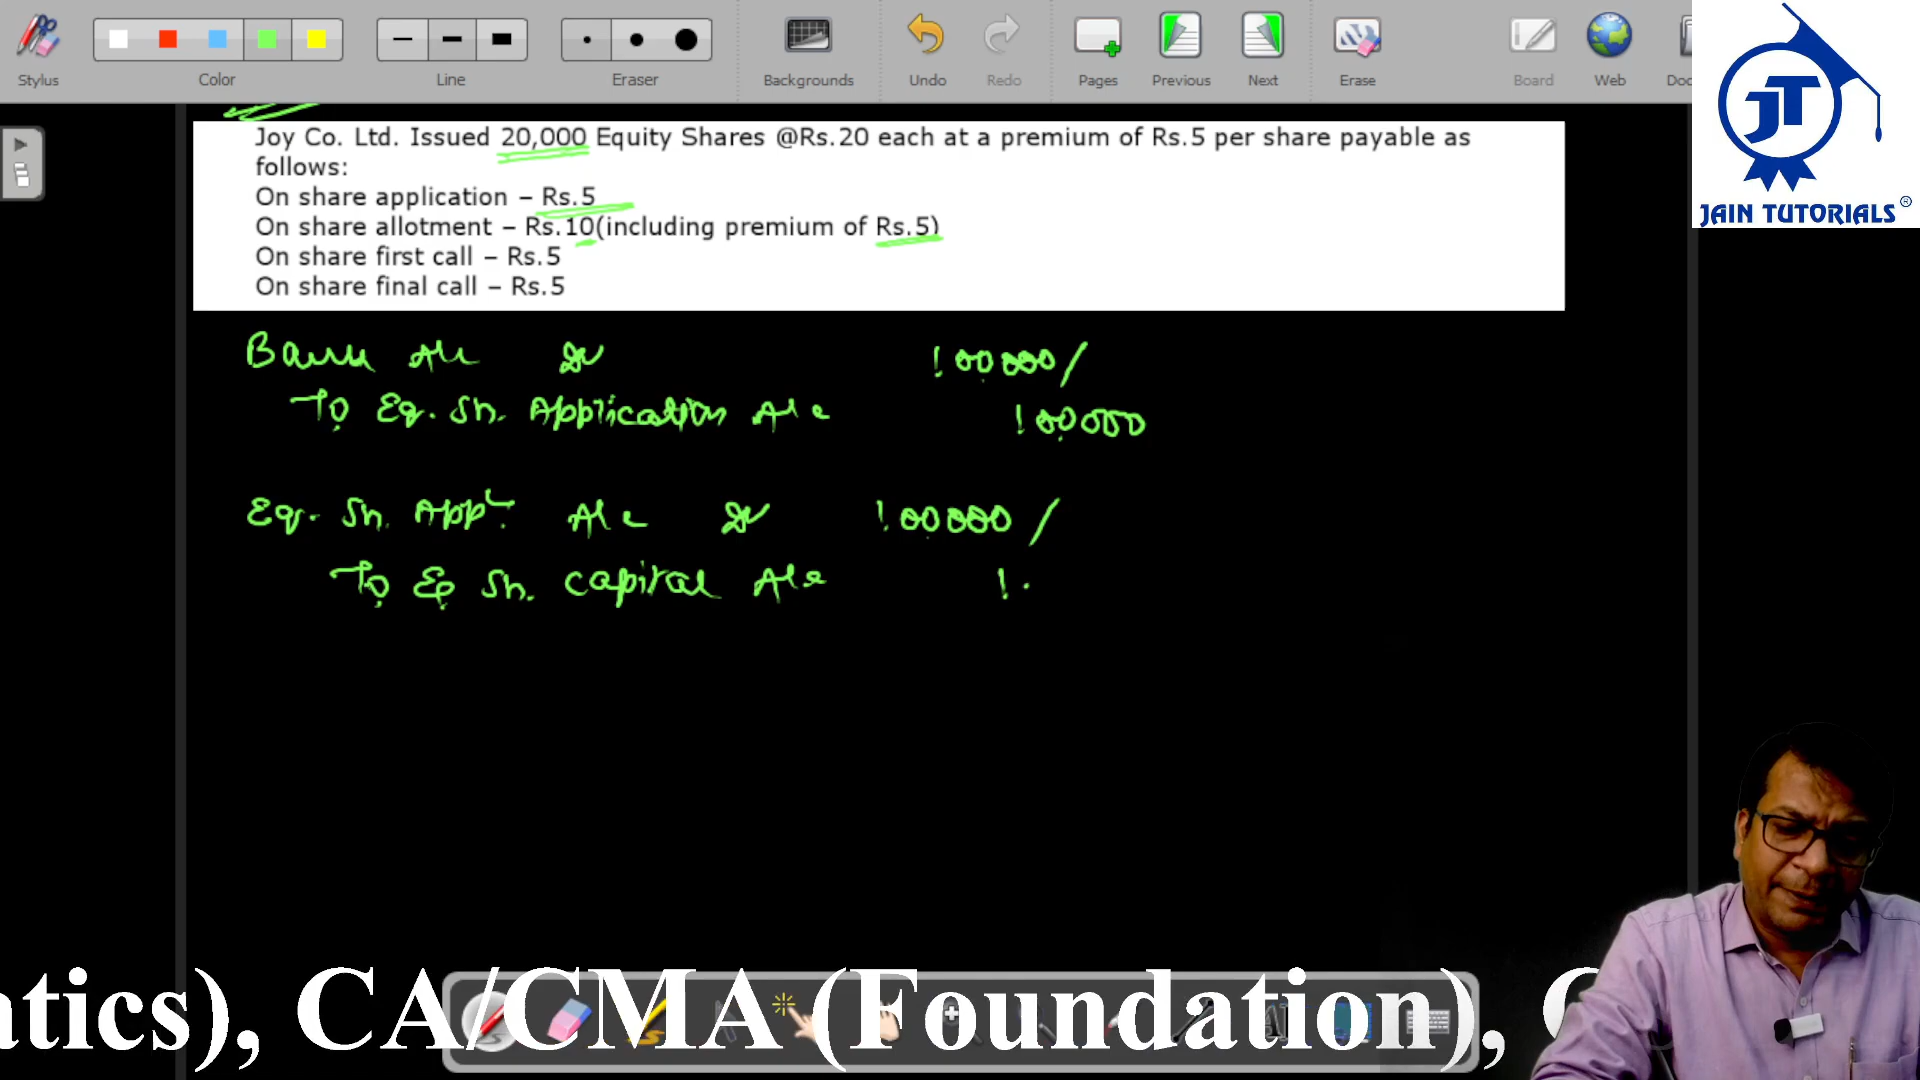 Stylus
Color
Line
Eraser
Backgrounds
Undo
Redo
Pages
Previous
Next
Erase
Board
Web
JT
JAIN TUTORIALS®
Joy Co. Ltd. Issued 20,000 Equity Shares @Rs.20 each at a premium of Rs.5 per share payable as
follows:
On share application – Rs.5
On share allotment – Rs.10(including premium of Rs.5)
On share first call – Rs.5
On share final call – Rs.5
Bank A/c Dr 100000/
To Eq. Sh. Application A/c 100000
Eq. Sh. Appl. A/c Dr 100000/
To Eq Sh. capital A/c 1.
atics), CA/CMA (Foundation),